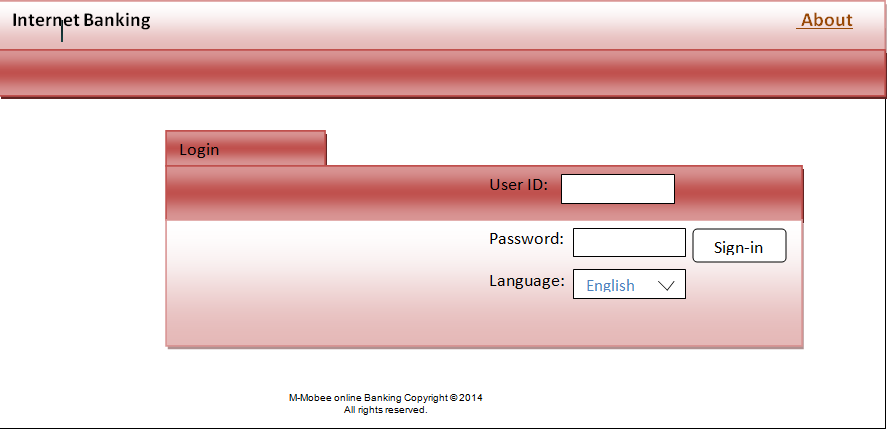 Internet Banking
About
Login
User ID:
Password:
Sign-in
Language:
English
M-Mobee online Banking Copyright © 2014
All rights reserved.